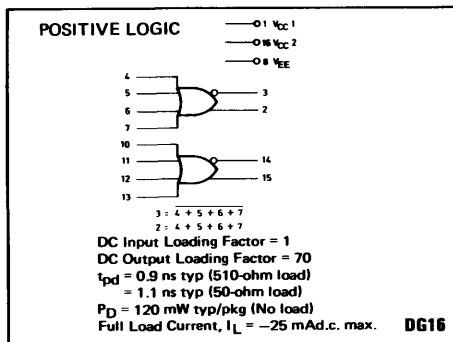 POSITIVE LOGIC
1 VCC 1
16 VCC 2
8 VEE
4
5
6
7
3
2
10
11
12
13
14
15
3 = 4 + 5 + 6 + 7
2 = 4 + 5 + 6 + 7
DC Input Loading Factor = 1
DC Output Loading Factor = 70
tpd = 0.9 ns typ (510-ohm load)
= 1.1 ns typ (50-ohm load)
PD = 120 mW typ/pkg (No load)
Full Load Current, IL = −25 mAd.c. max.
DG16